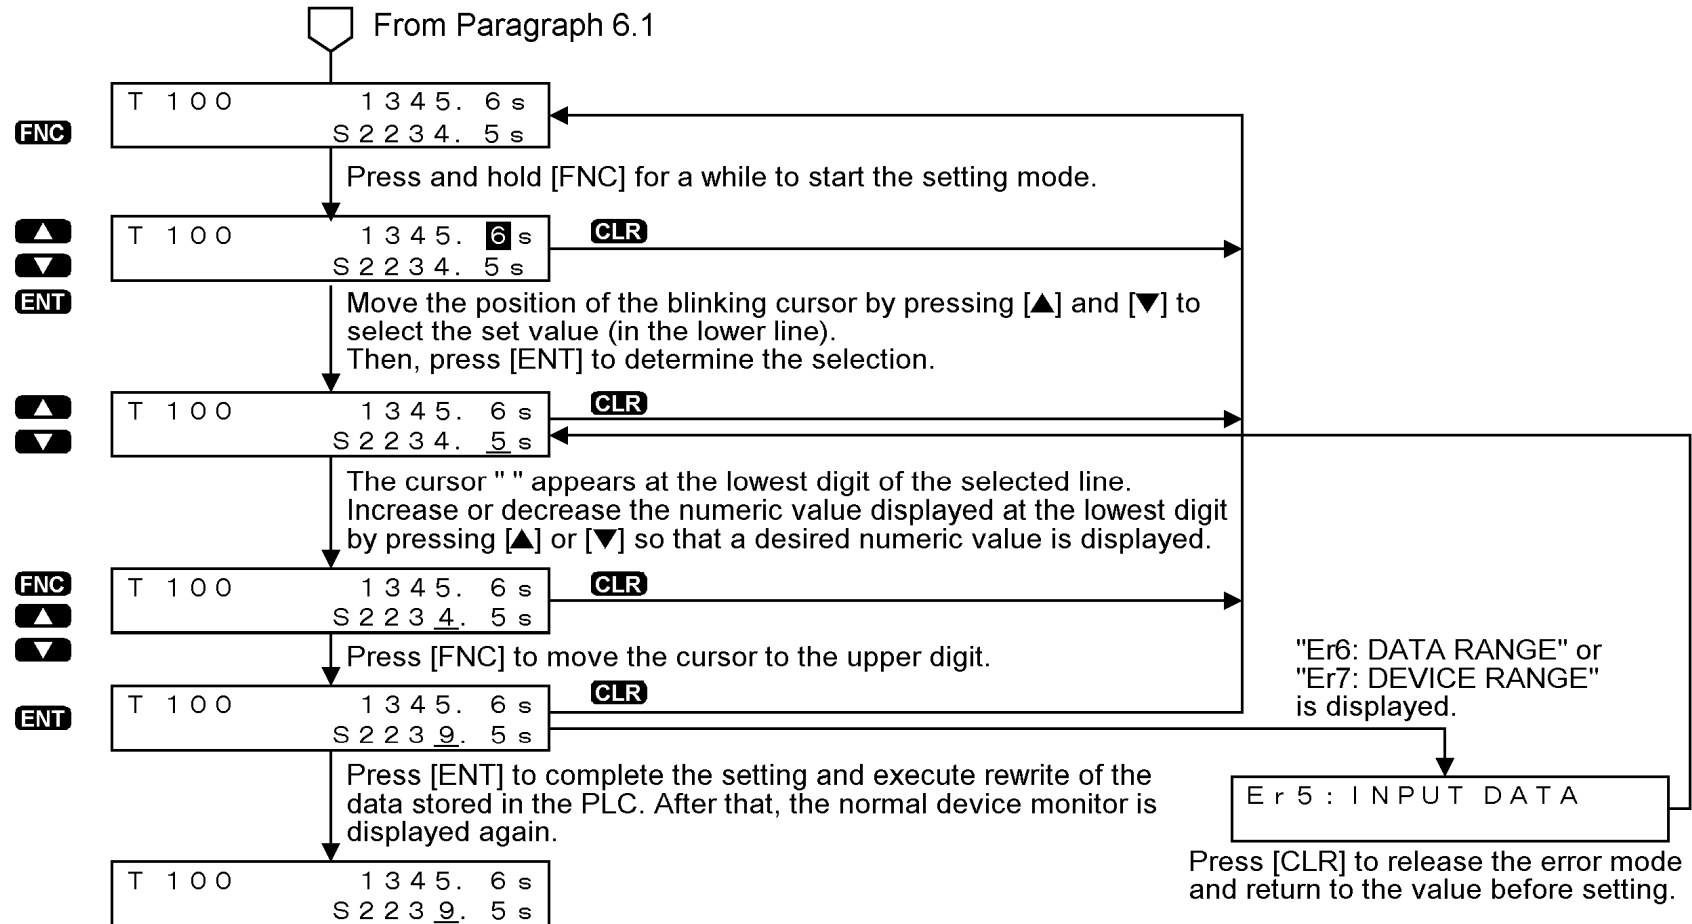 From Paragraph 6.1
T 100 1345. 6s
FNC
S2234. 5s
Press and hold [FNC] for a while to start the setting mode.
▲
T 100 1345. 6s
CLR
▼
S2234. 5s
ENT
Move the position of the blinking cursor by pressing [▲] and [▼] to
select the set value (in the lower line).
Then, press [ENT] to determine the selection.
▲
T 100 1345. 6s
CLR
▼
S2234. 5s
The cursor " " appears at the lowest digit of the selected line.
Increase or decrease the numeric value displayed at the lowest digit
by pressing [▲] or [▼] so that a desired numeric value is displayed.
FNC
T 100 1345. 6s
CLR
▲
S2234. 5s
▼
Press [FNC] to move the cursor to the upper digit.
T 100 1345. 6s
CLR
ENT
S2239. 5s
"Er6: DATA RANGE" or
"Er7: DEVICE RANGE"
is displayed.
Press [ENT] to complete the setting and execute rewrite of the
data stored in the PLC. After that, the normal device monitor is
displayed again.
Er5: INPUT DATA
Press [CLR] to release the error mode
and return to the value before setting.
T 100 1345. 6s
S2239. 5s